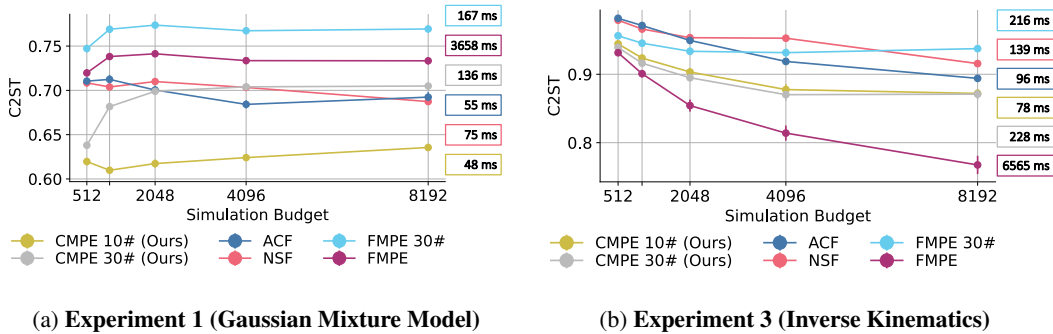 C2ST
0.75
0.70
0.65
0.60
512
2048
4096
8192
Simulation Budget
167 ms
3658 ms
136 ms
55 ms
75 ms
48 ms
CMPE 10# (Ours)
CMPE 30# (Ours)
ACF
NSF
FMPE 30#
FMPE
(a) Experiment 1 (Gaussian Mixture Model)
C2ST
0.9
0.8
512
2048
4096
8192
Simulation Budget
216 ms
139 ms
96 ms
78 ms
228 ms
6565 ms
CMPE 10# (Ours)
CMPE 30# (Ours)
ACF
NSF
FMPE 30#
FMPE
(b) Experiment 3 (Inverse Kinematics)